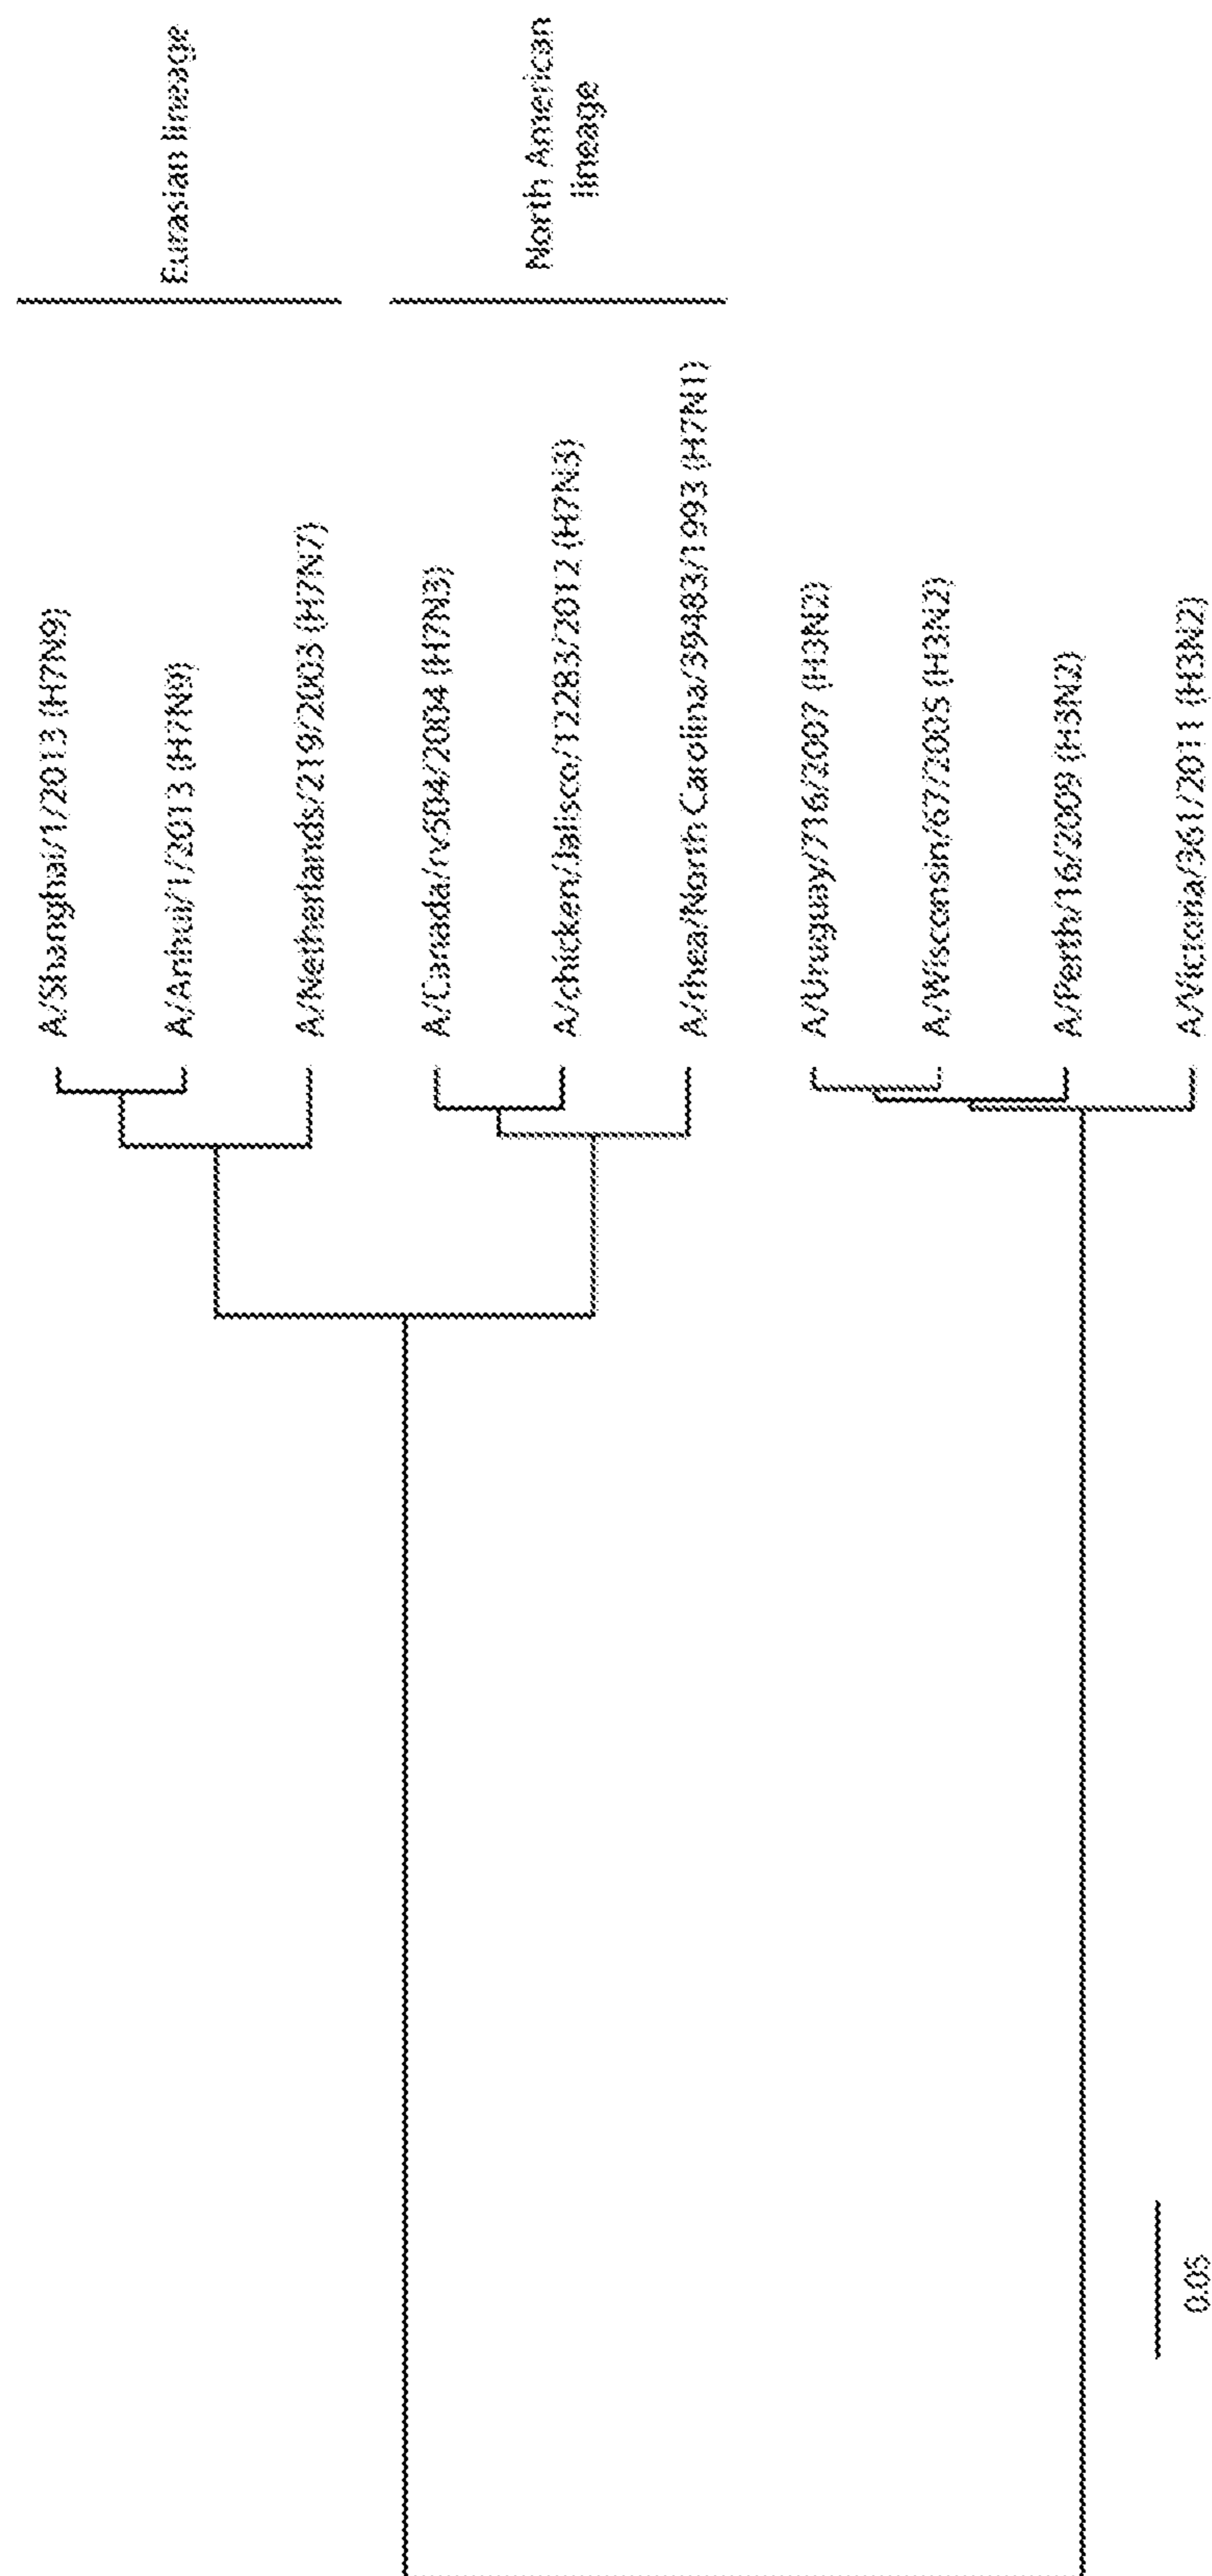 A/Shanghai/1/2013 (H7N9)
A/Anhui/1/2013 (H7N9)
A/Netherlands/219/2003 (H7N7)
Eurasian lineage
A/Canada/rv504/2004 (H7N3)
A/chicken/Jalisco/12283/2012 (H7N3)
A/rhea/North Carolina/39483/1993 (H7N1)
North American
lineage
A/Uruguay/716/2007 (H3N2)
A/Wisconsin/67/2005 (H3N2)
A/Perth/16/2009 (H3N2)
A/Victoria/361/2011 (H3N2)
0.05